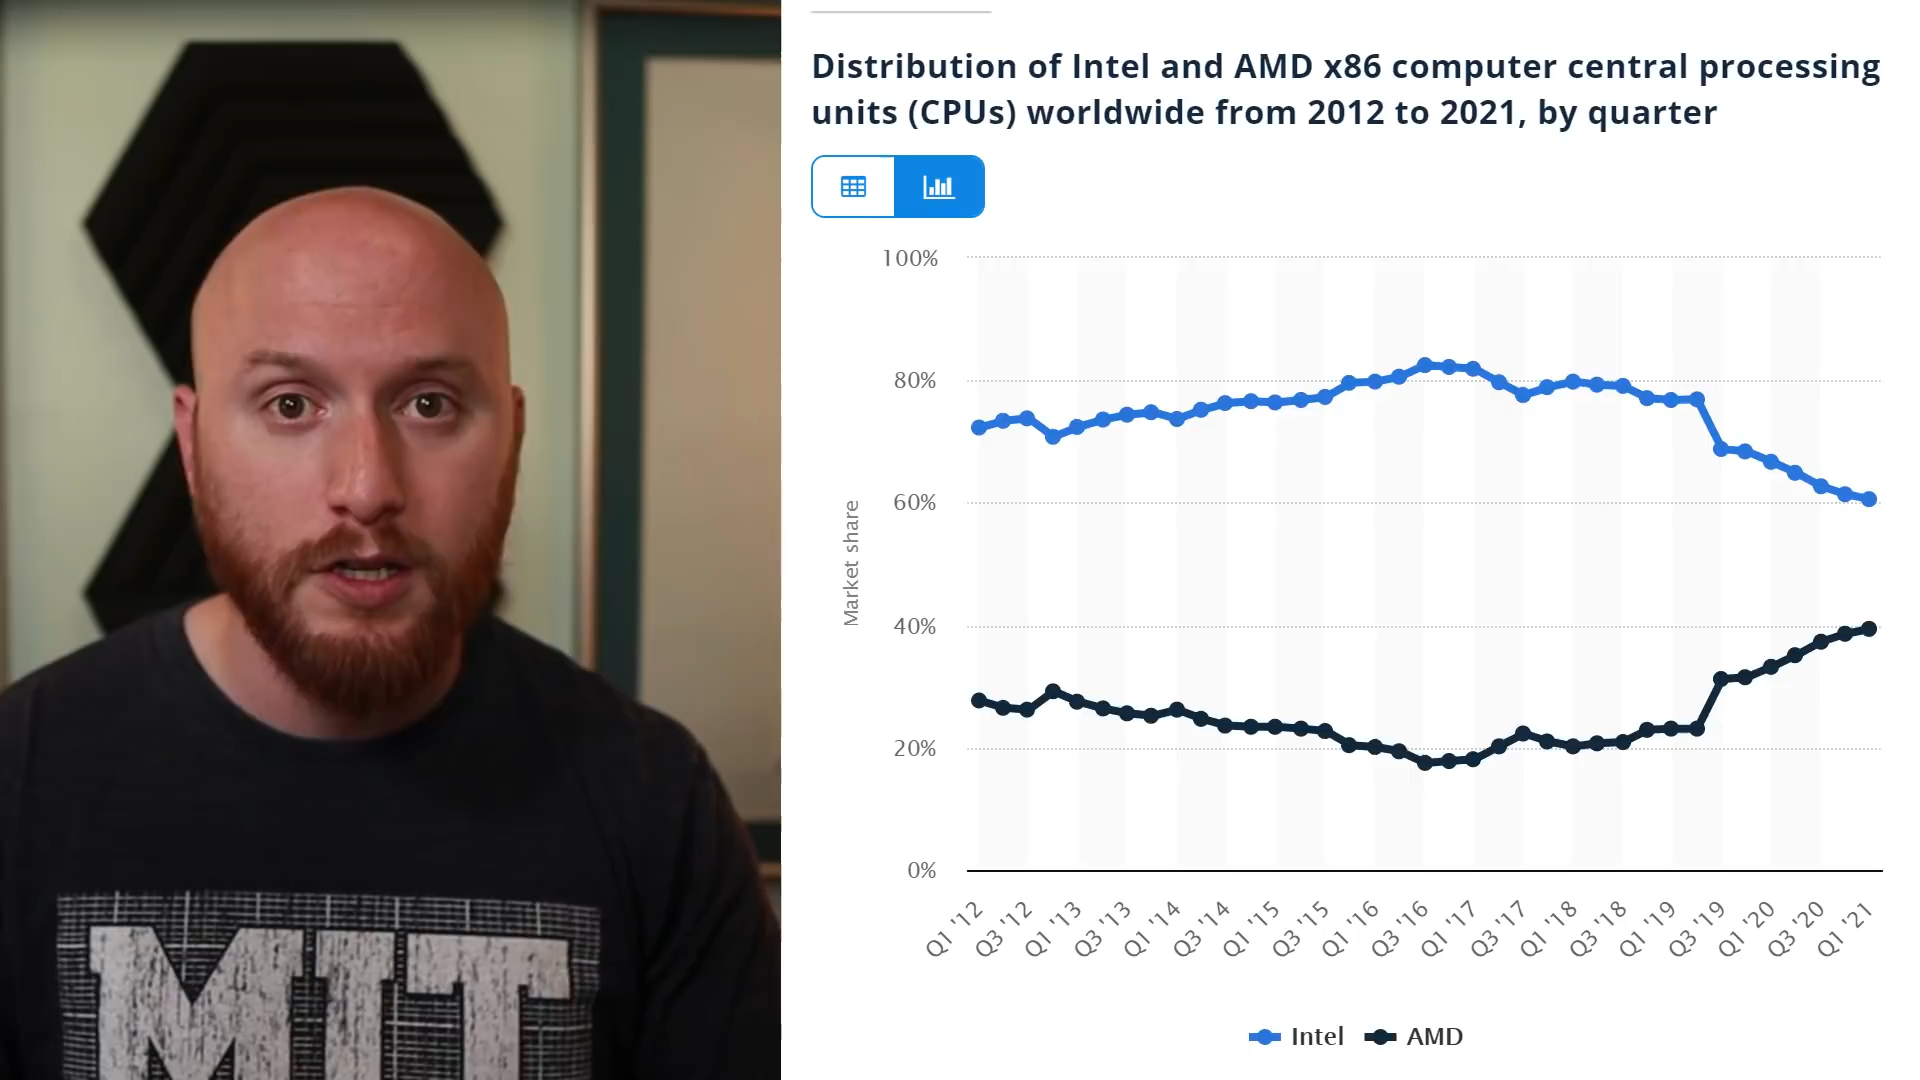 Distribution of Intel and AMD x86 computer central processing
units (CPUs) worldwide from 2012 to 2021, by quarter
100%
80%
60%
40%
20%
0%
Market share
Q1 '12
Q3 '12
Q1 '13
Q3 '13
Q1 '14
Q3 '14
Q1 '15
Q3 '15
Q1 '16
Q3 '16
Q1 '17
Q3 '17
Q1 '18
Q3 '18
Q1 '19
Q3 '19
Q1 '20
Q3 '20
Q1 '21
Intel
AMD
MIT